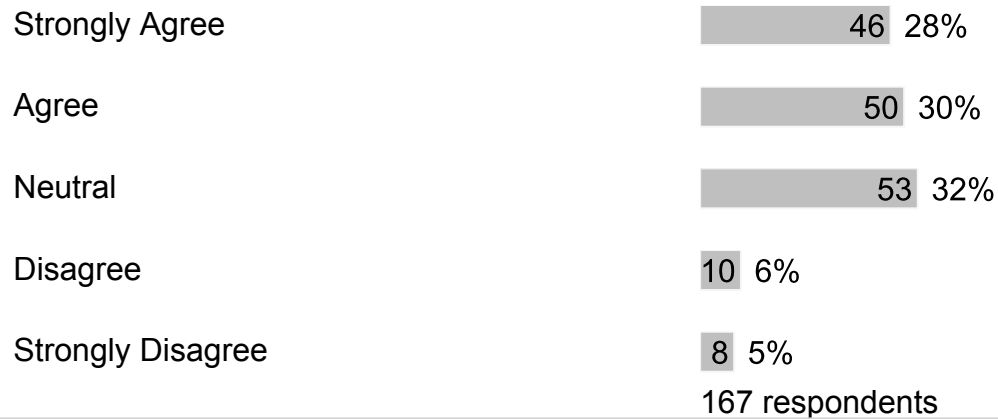 Strongly Agree 46 28%
Agree 50 30%
Neutral 53 32%
Disagree 10 6%
Strongly Disagree 8 5%
167 respondents